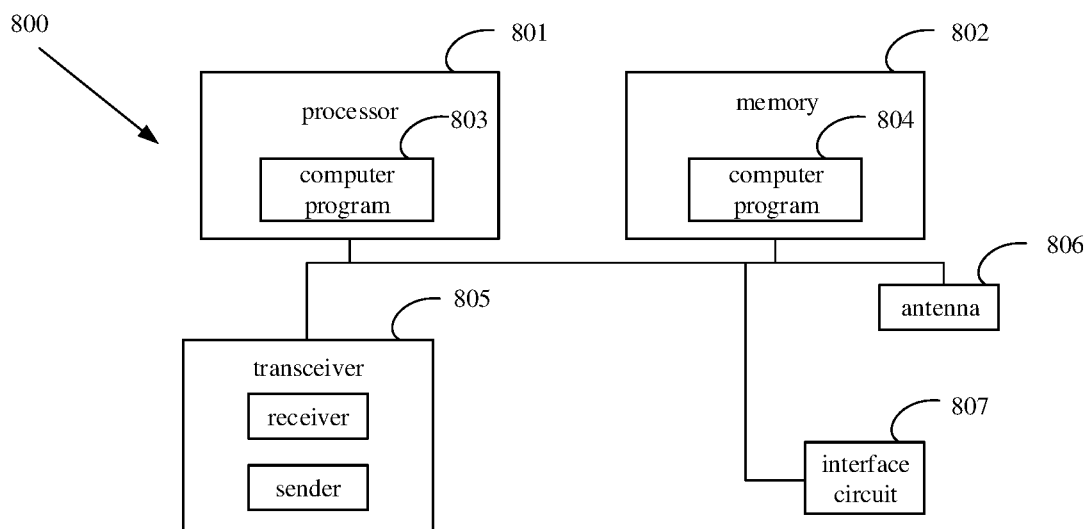 800
801
802
processor
memory
803
804
computer
program
computer
program
806
antenna
805
transceiver
receiver
sender
807
interface
circuit